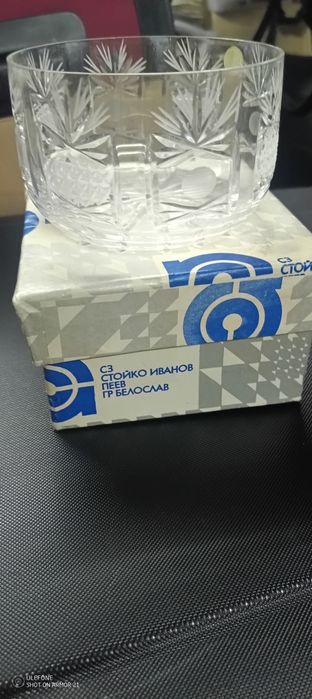 СЗ
СТОЙ
СЗ
СТОЙКО ИВАНОВ
ПЕЕВ
ГР БЕЛОСЛАВ
ULEFONE
SHOT ON ARMOR 21